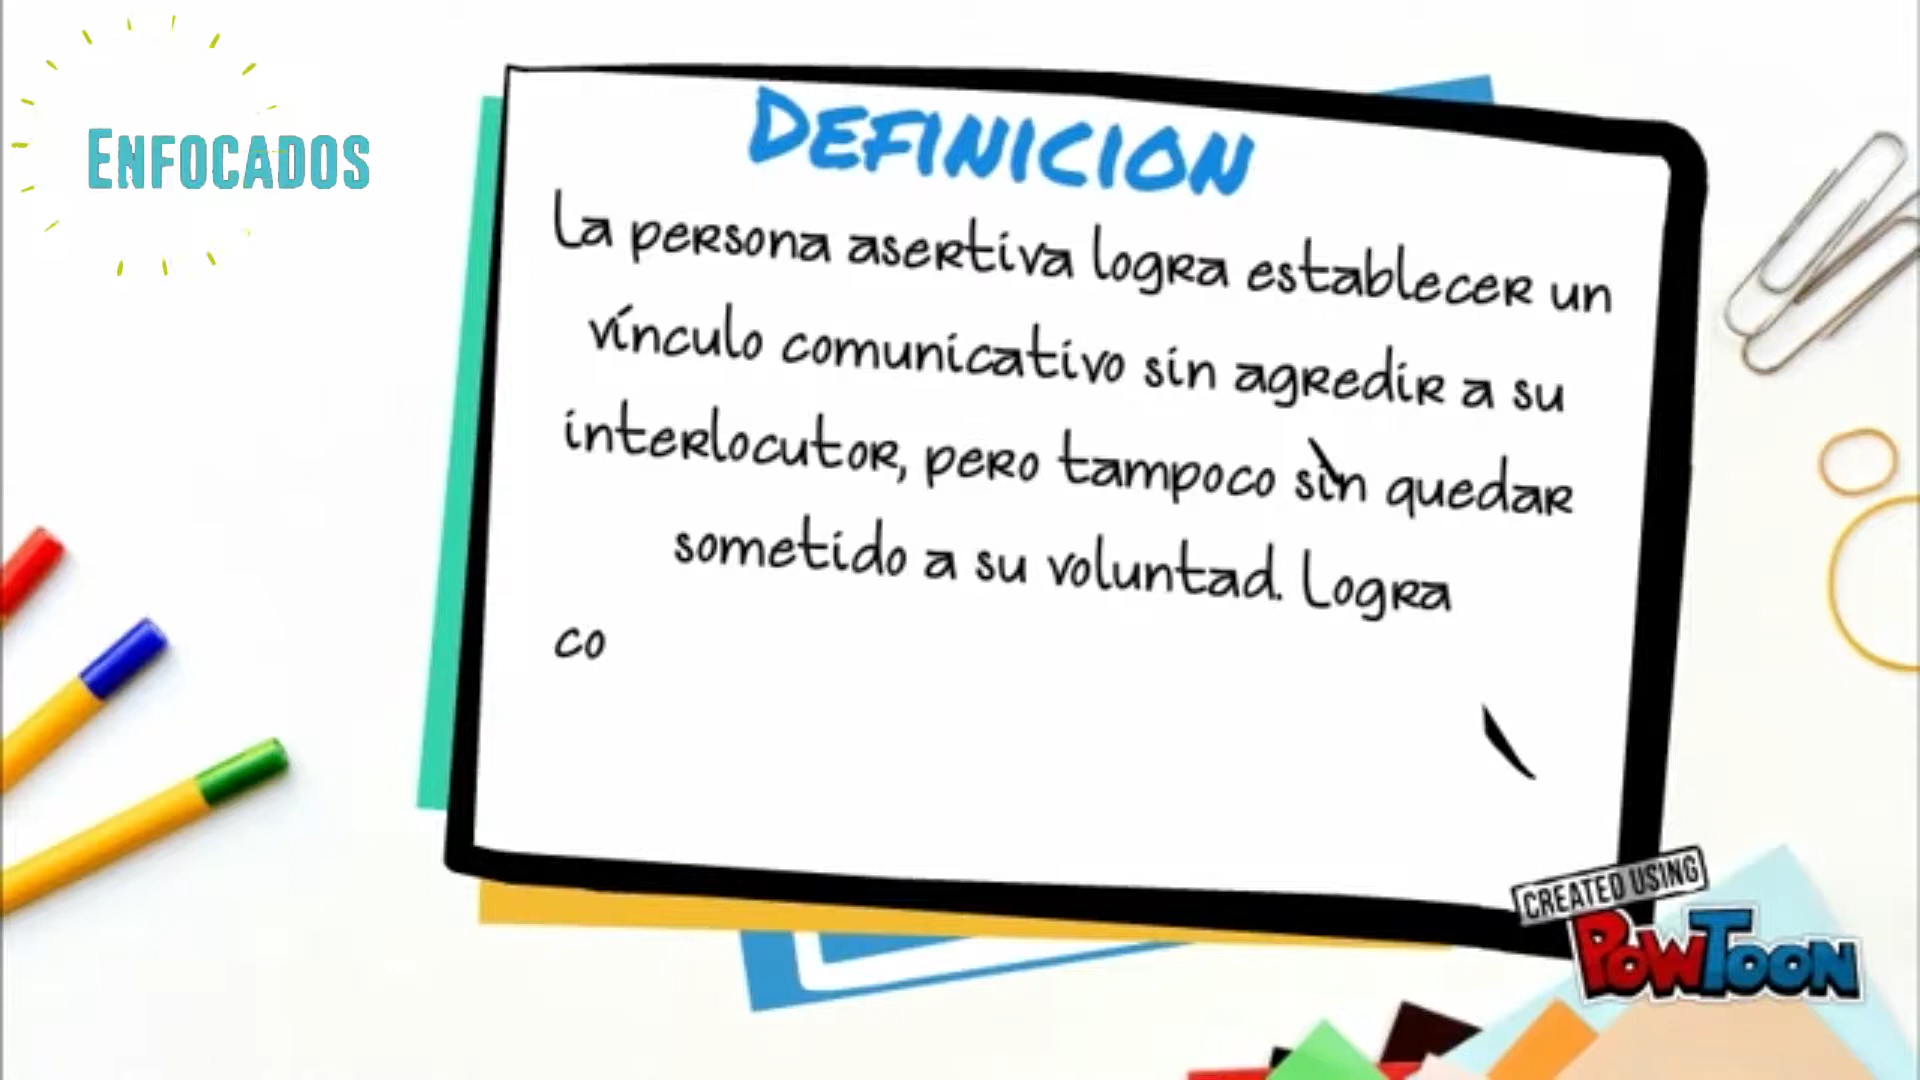 ENFOCADOS
DEFINICION
La persona asertiva logra establecer un
vínculo comunicativo sin agredir a su
interlocutor, pero tampoco sin quedar
sometido a su voluntad. Logra
co
CREATED USING
POWTOON